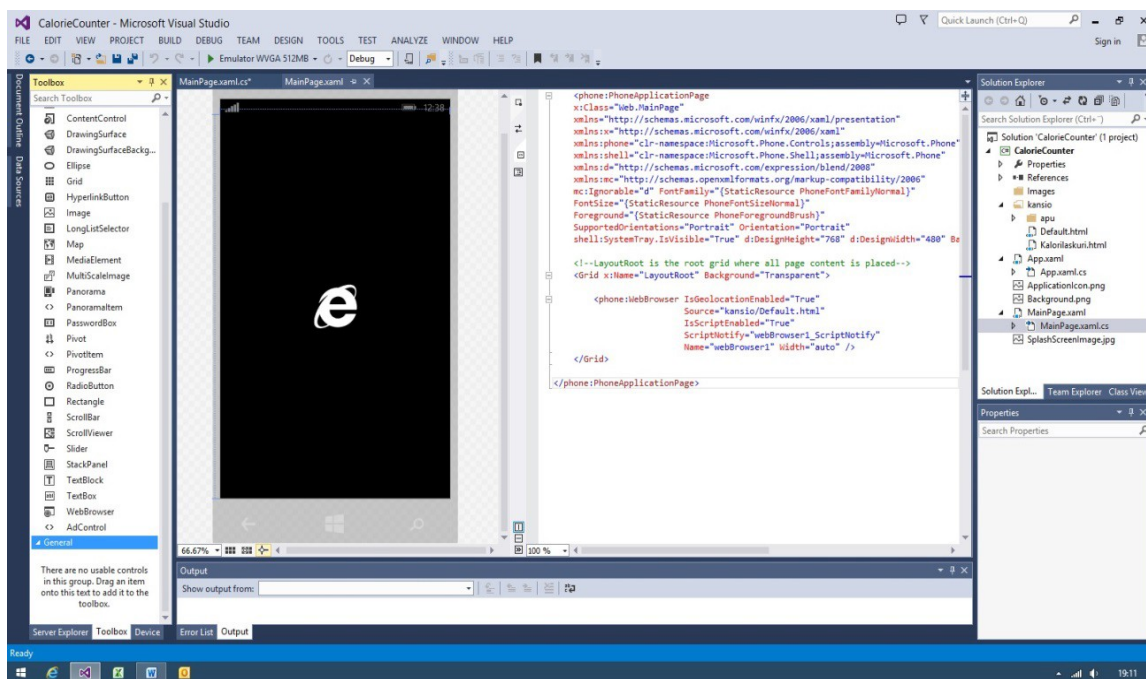 CalorieCounter - Microsoft Visual Studio
Quick Launch (Ctrl+Q)
FILE EDIT VIEW PROJECT BUILD DEBUG TEAM DESIGN TOOLS TEST ANALYZE WINDOW HELP
Sign in
Emulator WVGA 512MB
Debug
Document Outline
Data Sources
Toolbox
Search Toolbox
ContentControl
DrawingSurface
DrawingSurfaceBackg...
Ellipse
Grid
HyperlinkButton
Image
LongListSelector
Map
MediaElement
MultiScaleImage
Panorama
PanoramaItem
PasswordBox
Pivot
PivotItem
ProgressBar
RadioButton
Rectangle
ScrollBar
ScrollViewer
Slider
StackPanel
TextBlock
TextBox
WebBrowser
AdControl
General
There are no usable controls
in this group. Drag an item
onto this text to add it to the
toolbox.
Server Explorer Toolbox Device
MainPage.xaml.cs* MainPage.xaml
12:38
66.67%
<phone:PhoneApplicationPage
x:Class="Web.MainPage"
xmlns="http://schemas.microsoft.com/winfx/2006/xaml/presentation"
xmlns:x="http://schemas.microsoft.com/winfx/2006/xaml"
xmlns:phone="clr-namespace:Microsoft.Phone.Controls;assembly=Microsoft.Phone"
xmlns:shell="clr-namespace:Microsoft.Phone.Shell;assembly=Microsoft.Phone"
xmlns:d="http://schemas.microsoft.com/expression/blend/2008"
xmlns:mc="http://schemas.openxmlformats.org/markup-compatibility/2006"
mc:Ignorable="d" FontFamily="{StaticResource PhoneFontFamilyNormal}"
FontSize="{StaticResource PhoneFontSizeNormal}"
Foreground="{StaticResource PhoneForegroundBrush}"
SupportedOrientations="Portrait" Orientation="Portrait"
shell:SystemTray.IsVisible="True" d:DesignHeight="768" d:DesignWidth="480" Ba
<!--LayoutRoot is the root grid where all page content is placed-->
<Grid x:Name="LayoutRoot" Background="Transparent">
<phone:WebBrowser IsGeolocationEnabled="True"
Source="kansio/Default.html"
IsScriptEnabled="True"
ScriptNotify="webBrowser1_ScriptNotify"
Name="webBrowser1" Width="auto" />
</Grid>
</phone:PhoneApplicationPage>
100 %
Output
Show output from:
Error List Output
Solution Explorer
Search Solution Explorer (Ctrl+¨)
Solution 'CalorieCounter' (1 project)
CalorieCounter
Properties
References
Images
kansio
apu
Default.html
Kalorilaskuri.html
App.xaml
App.xaml.cs
ApplicationIcon.png
Background.png
MainPage.xaml
MainPage.xaml.cs
SplashScreenImage.jpg
Solution Expl... Team Explorer Class View
Properties
Search Properties
Ready
19:11